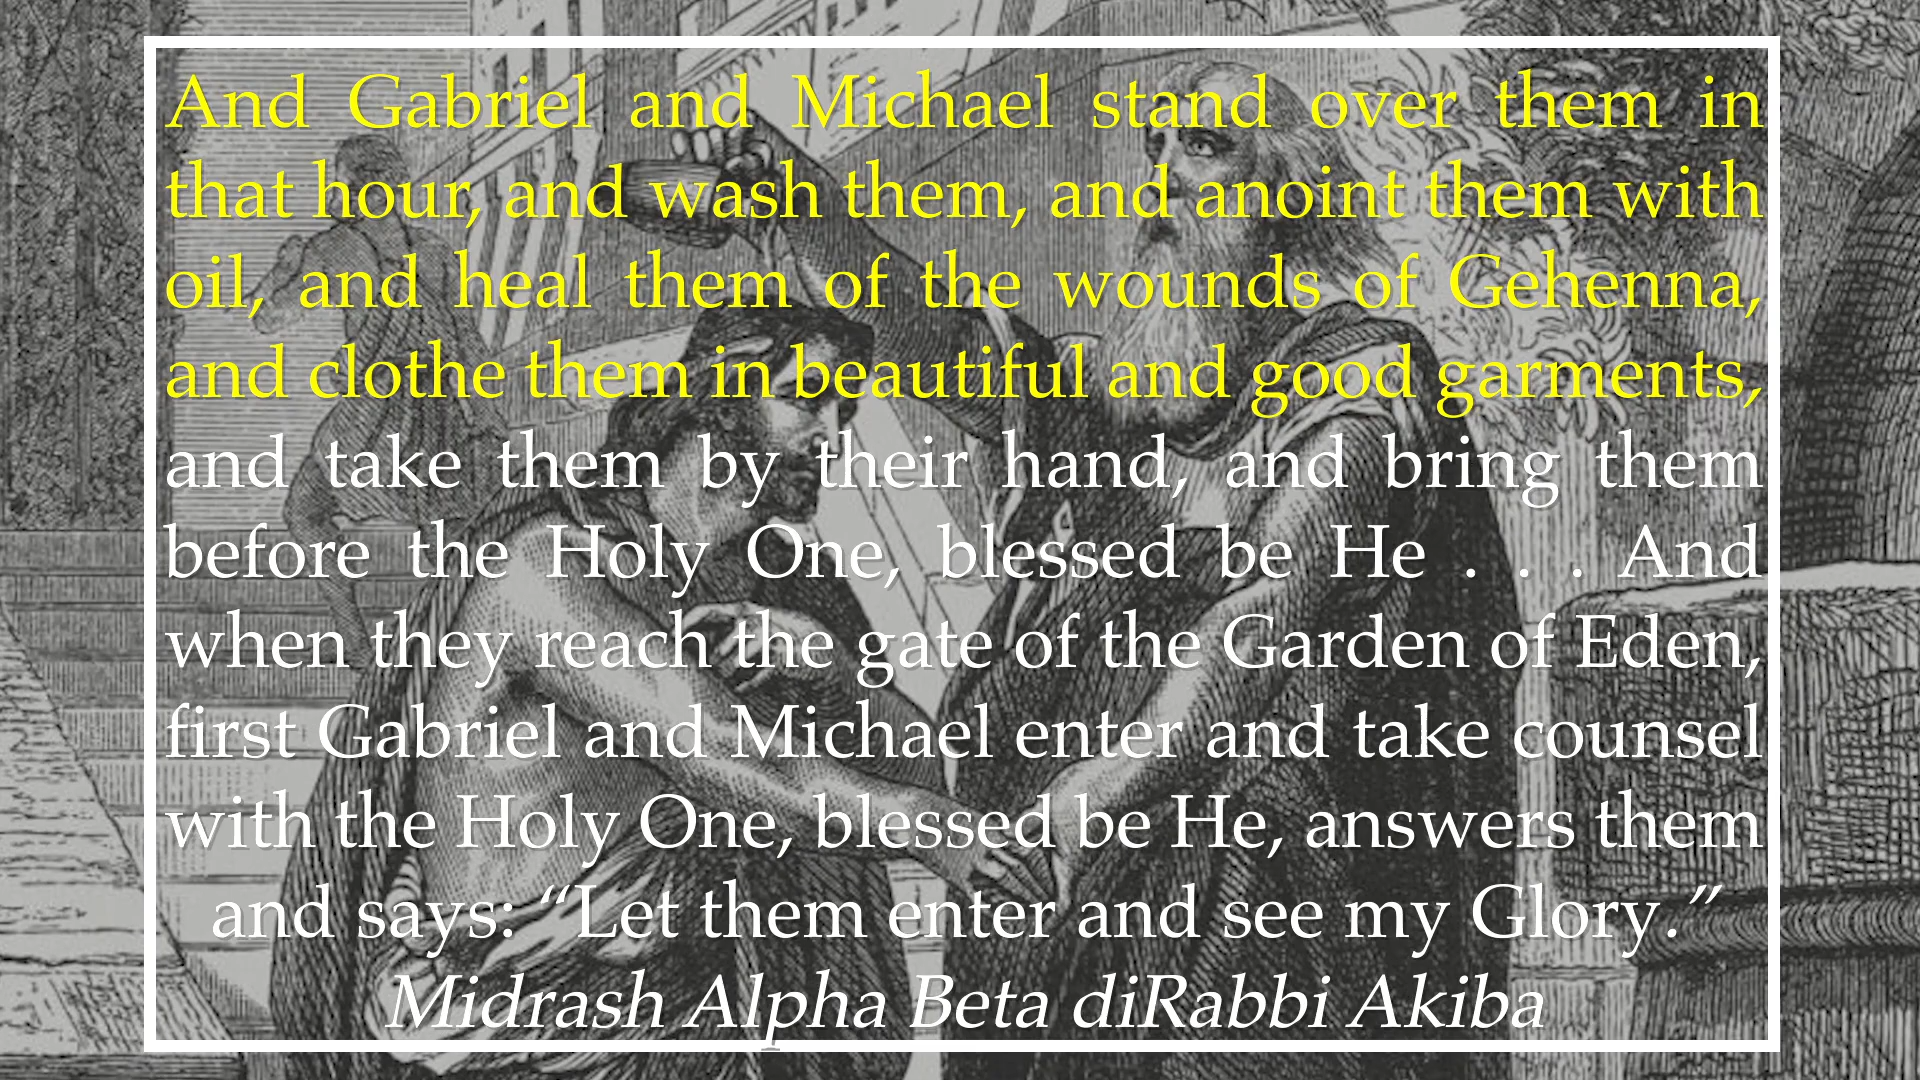 And Gabriel and Michael stand over them in
that hour, and wash them, and anoint them with
oil, and heal them of the wounds of Gehenna,
and clothe them in beautiful and good garments,
and take them by their hand, and bring them
before the Holy One, blessed be He . . . And
when they reach the gate of the Garden of Eden,
first Gabriel and Michael enter and take counsel
with the Holy One, blessed be He, answers them
and says: “Let them enter and see my Glory.”
Midrash Alpha Beta diRabbi Akiba